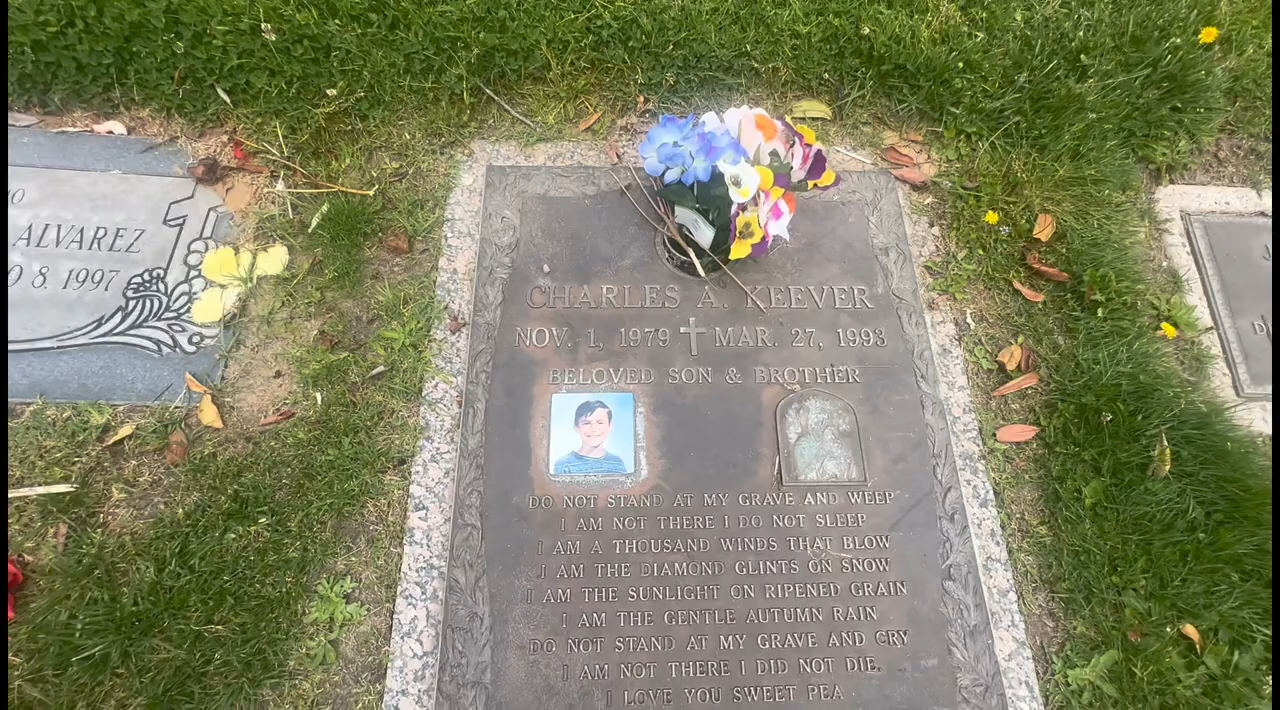 ALVAREZ
8. 1997
CHARLES A. KEEVER
NOV. 1, 1979 MAR. 27, 1993
BELOVED SON & BROTHER
DO NOT STAND AT MY GRAVE AND WEEP
I AM NOT THERE I DO NOT SLEEP
I AM A THOUSAND WINDS THAT BLOW
I AM THE DIAMOND GLINTS ON SNOW
I AM THE SUNLIGHT ON RIPENED GRAIN
I AM THE GENTLE AUTUMN RAIN
DO NOT STAND AT MY GRAVE AND CRY
I AM NOT THERE I DID NOT DIE.
I LOVE YOU SWEET PEA